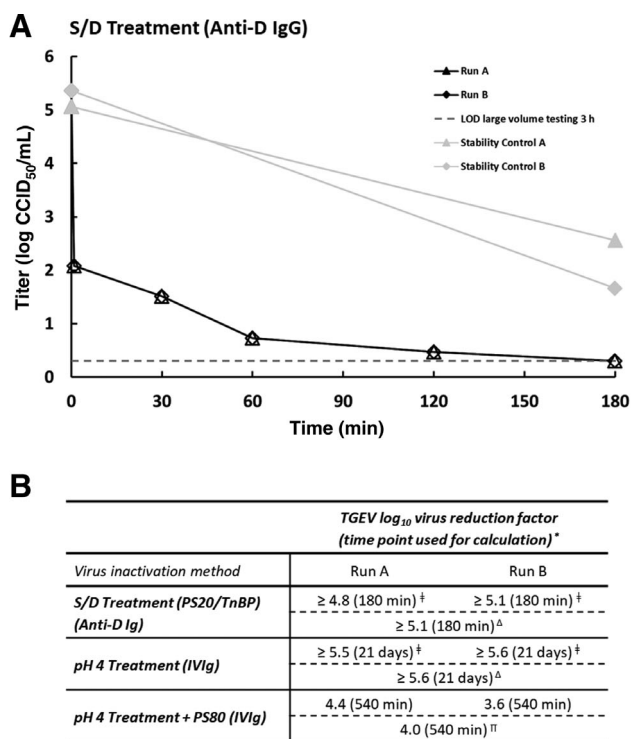 A
S/D Treatment (Anti-D IgG)
6
5
4
3
2
1
0
Titer (log CCID50/mL)
Run A
Run B
LOD large volume testing 3 h
Stability Control A
Stability Control B
0 30 60 90 120 150 180
Time (min)
B
TGEV log10 virus reduction factor
(time point used for calculation) *
Virus inactivation method Run A Run B
S/D Treatment (PS20/TnBP)
(Anti-D Ig)
≥ 4.8 (180 min) ‡ ≥ 5.1 (180 min) ‡
≥ 5.1 (180 min) Δ
pH 4 Treatment (IVIg)
≥ 5.5 (21 days) ‡ ≥ 5.6 (21 days) ‡
≥ 5.6 (21 days) Δ
pH 4 Treatment + PS80 (IVIg)
4.4 (540 min) 3.6 (540 min)
4.0 (540 min) π